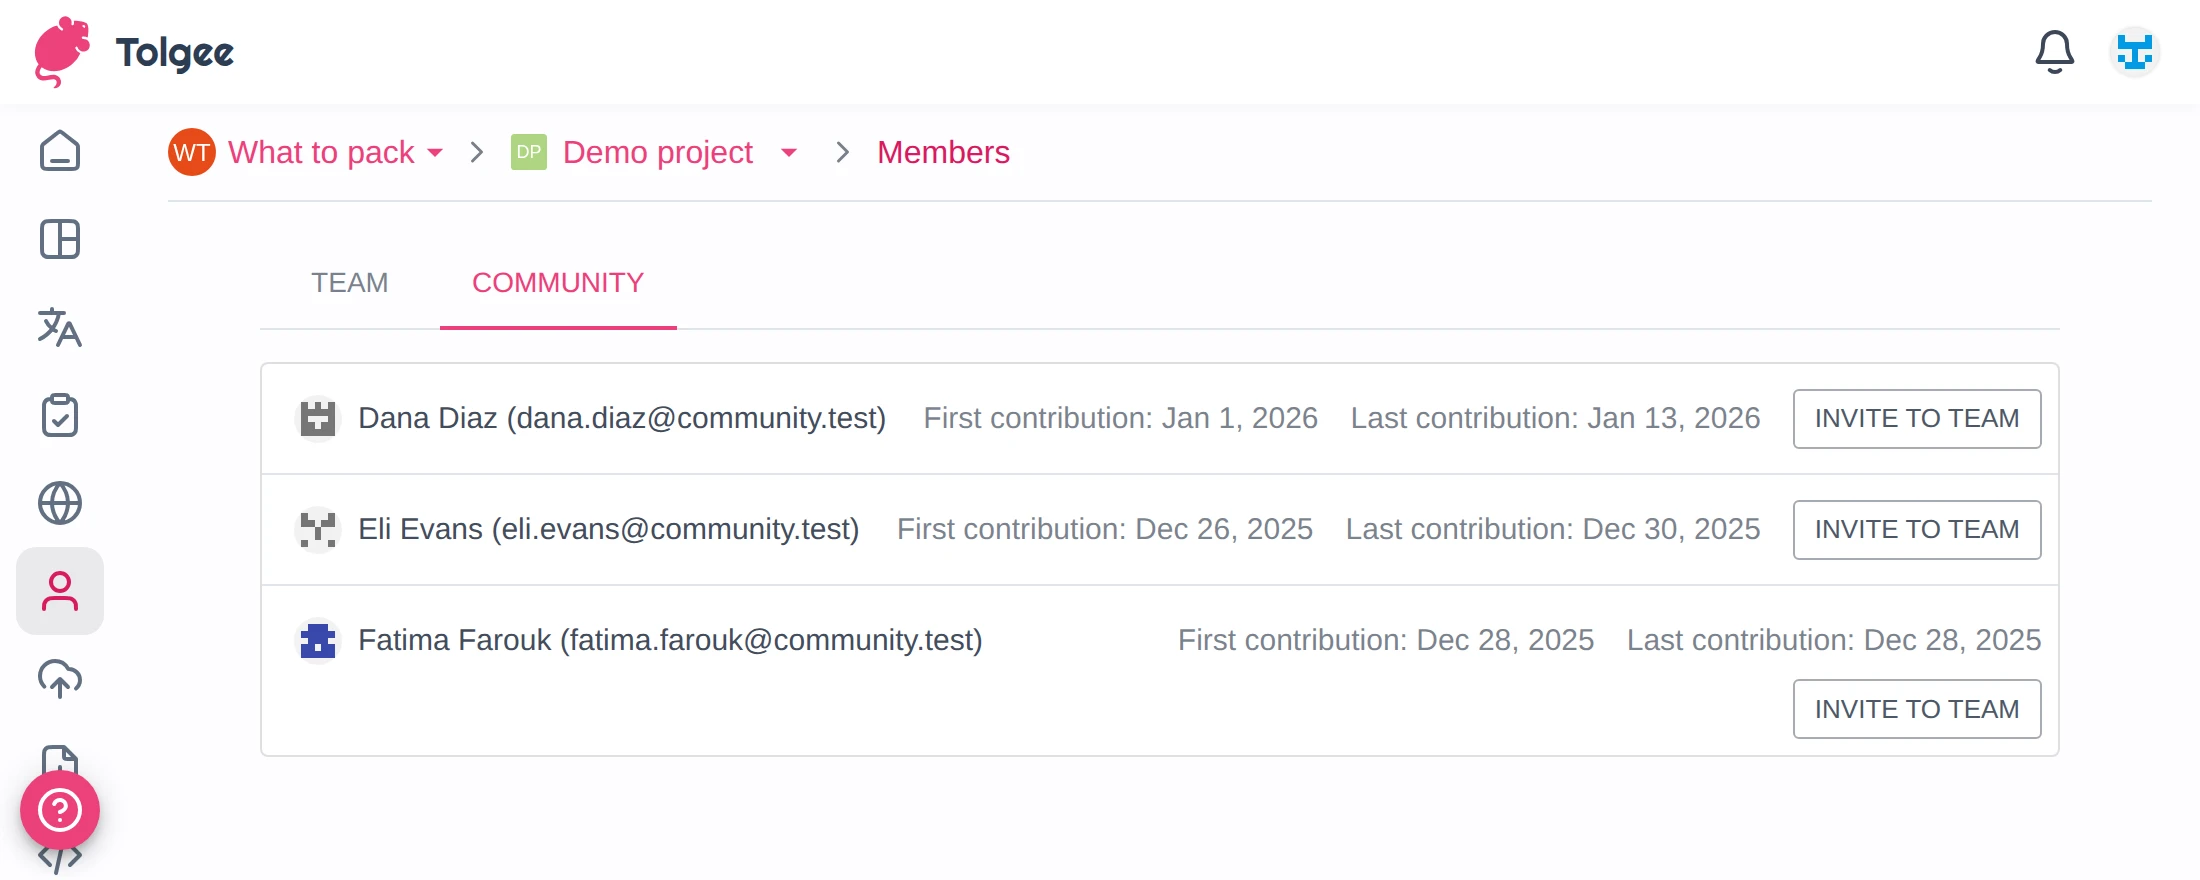 Tolgee
WT What to pack DP Demo project Members
TEAM COMMUNITY
Dana Diaz (dana.diaz@community.test) First contribution: Jan 1, 2026 Last contribution: Jan 13, 2026 INVITE TO TEAM
Eli Evans (eli.evans@community.test) First contribution: Dec 26, 2025 Last contribution: Dec 30, 2025 INVITE TO TEAM
Fatima Farouk (fatima.farouk@community.test) First contribution: Dec 28, 2025 Last contribution: Dec 28, 2025
INVITE TO TEAM